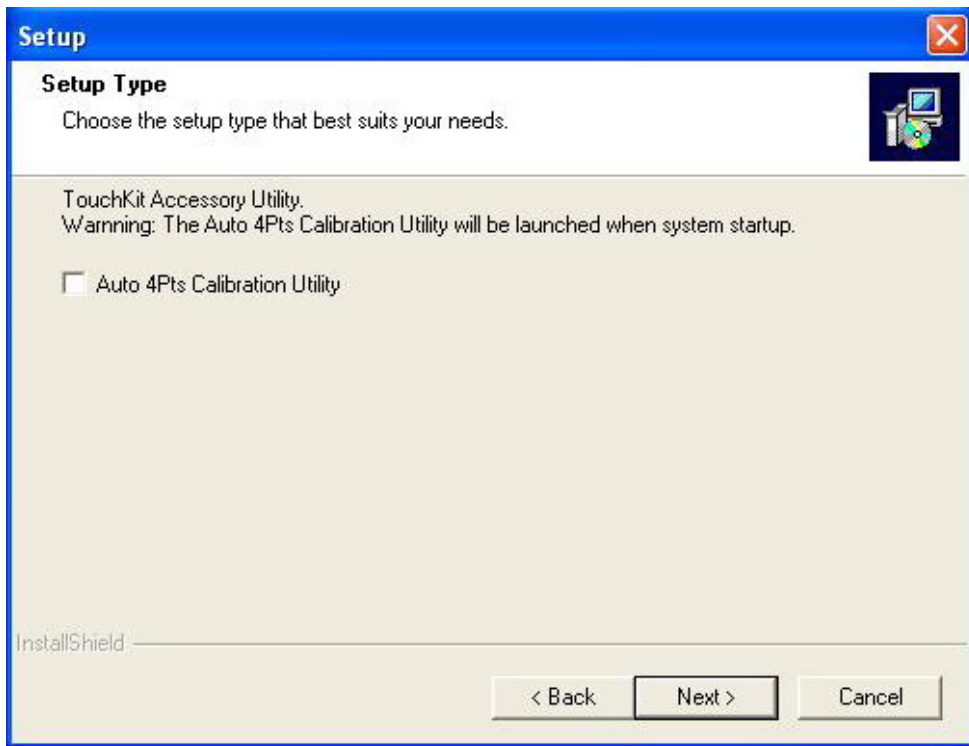 Setup
Setup Type
Choose the setup type that best suits your needs.
TouchKit Accessory Utility.
Warnning: The Auto 4Pts Calibration Utility will be launched when system startup.
Auto 4Pts Calibration Utility
InstallShield
< Back
Next >
Cancel